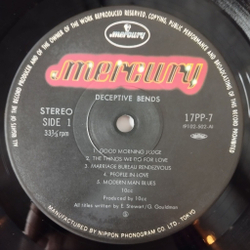 mercury
mercury
DECEPTIVE BENDS
STEREO
SIDE 1
33⅓ rpm
17PP-7
9102-502-M
1. GOOD MORNING JUDGE
2. THE THINGS WE DO FOR LOVE
3. MARRIAGE BUREAU RENDEZVOUS
4. PEOPLE IN LOVE
5. MODERN MAN BLUES
10cc
Produced by 10cc
All titles written by E. Stewart/G. Gouldman
ALL RIGHTS OF THE RECORD PRODUCER AND OF THE OWNER OF THE WORK REPRODUCED RESERVED. COPYING, PUBLIC PERFORMANCE AND BROADCASTING OF THIS RECORD PROHIBITED.
MANUFACTURED BY NIPPON PHONOGRAM CO., LTD., TOKYO